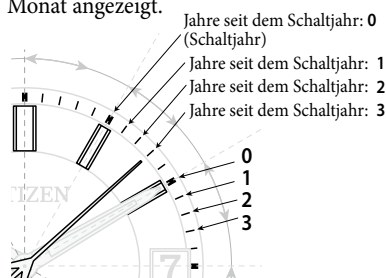 Monat angezeigt.
Jahre seit dem Schaltjahr: 0
(Schaltjahr)
Jahre seit dem Schaltjahr: 1
Jahre seit dem Schaltjahr: 2
Jahre seit dem Schaltjahr: 3
0
1
2
3
TIZEN
7